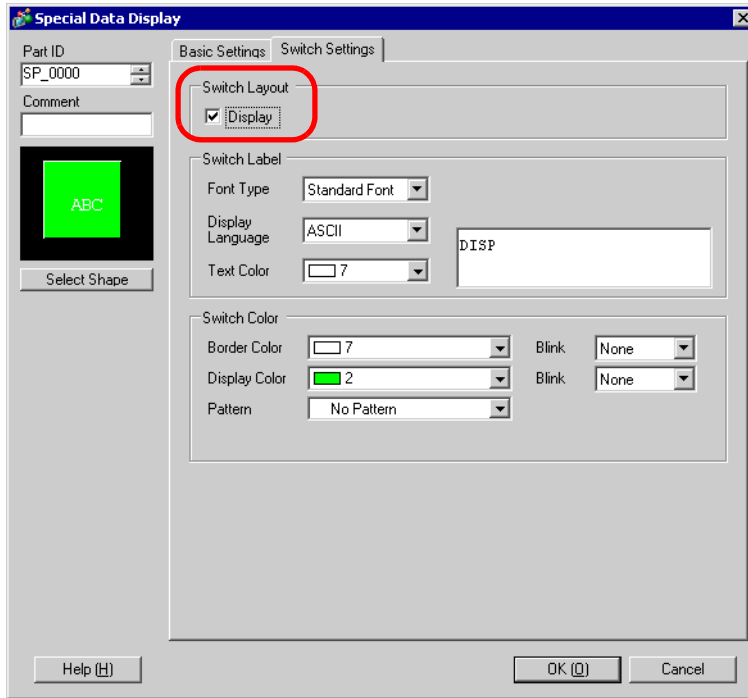 Special Data Display
Part ID
SP_0000
Comment
ABC
Select Shape
Basic Settings Switch Settings
Switch Layout
Display
Switch Label
Font Type Standard Font
Display Language ASCII
Text Color 7
DISP
Switch Color
Border Color 7 Blink None
Display Color 2 Blink None
Pattern No Pattern
Help (H) OK (O) Cancel